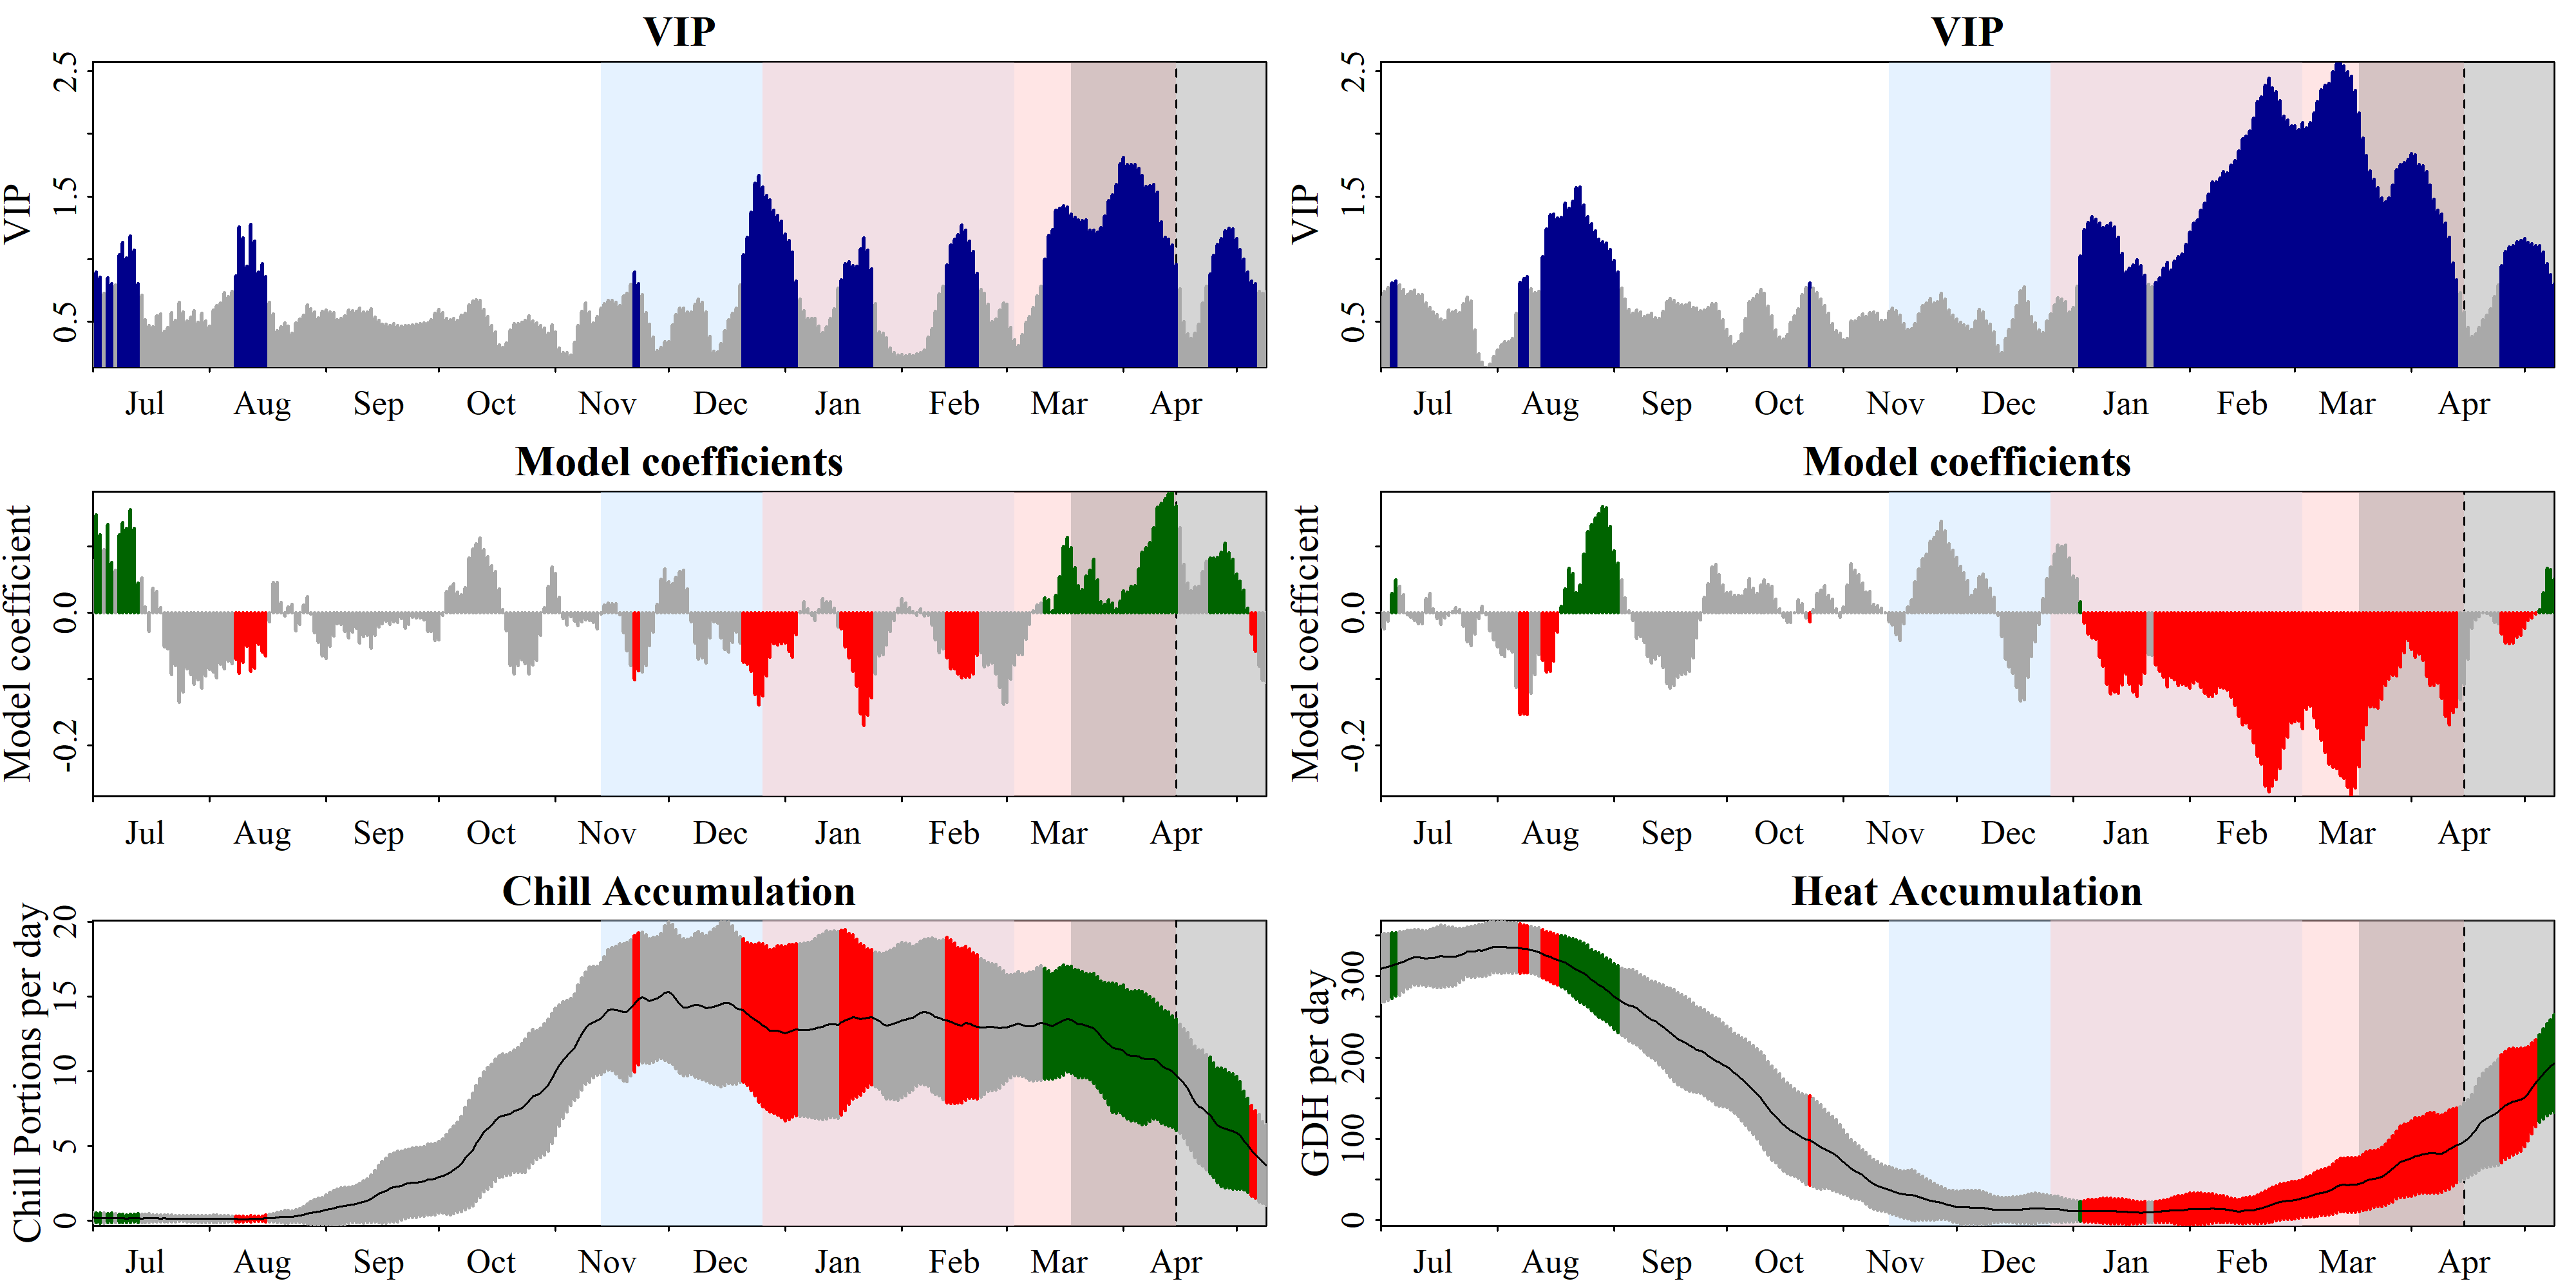 VIP
VIP
2.5
1.5
0.5
Jul Aug Sep Oct Nov Dec Jan Feb Mar Apr
VIP
VIP
2.5
1.5
0.5
Jul Aug Sep Oct Nov Dec Jan Feb Mar Apr
Model coefficients
Model coefficient
0.0
-0.2
Jul Aug Sep Oct Nov Dec Jan Feb Mar Apr
Model coefficients
Model coefficient
0.0
-0.2
Jul Aug Sep Oct Nov Dec Jan Feb Mar Apr
Chill Accumulation
Chill Portions per day
20
15
10
5
0
Jul Aug Sep Oct Nov Dec Jan Feb Mar Apr
Heat Accumulation
GDH per day
300
200
100
0
Jul Aug Sep Oct Nov Dec Jan Feb Mar Apr